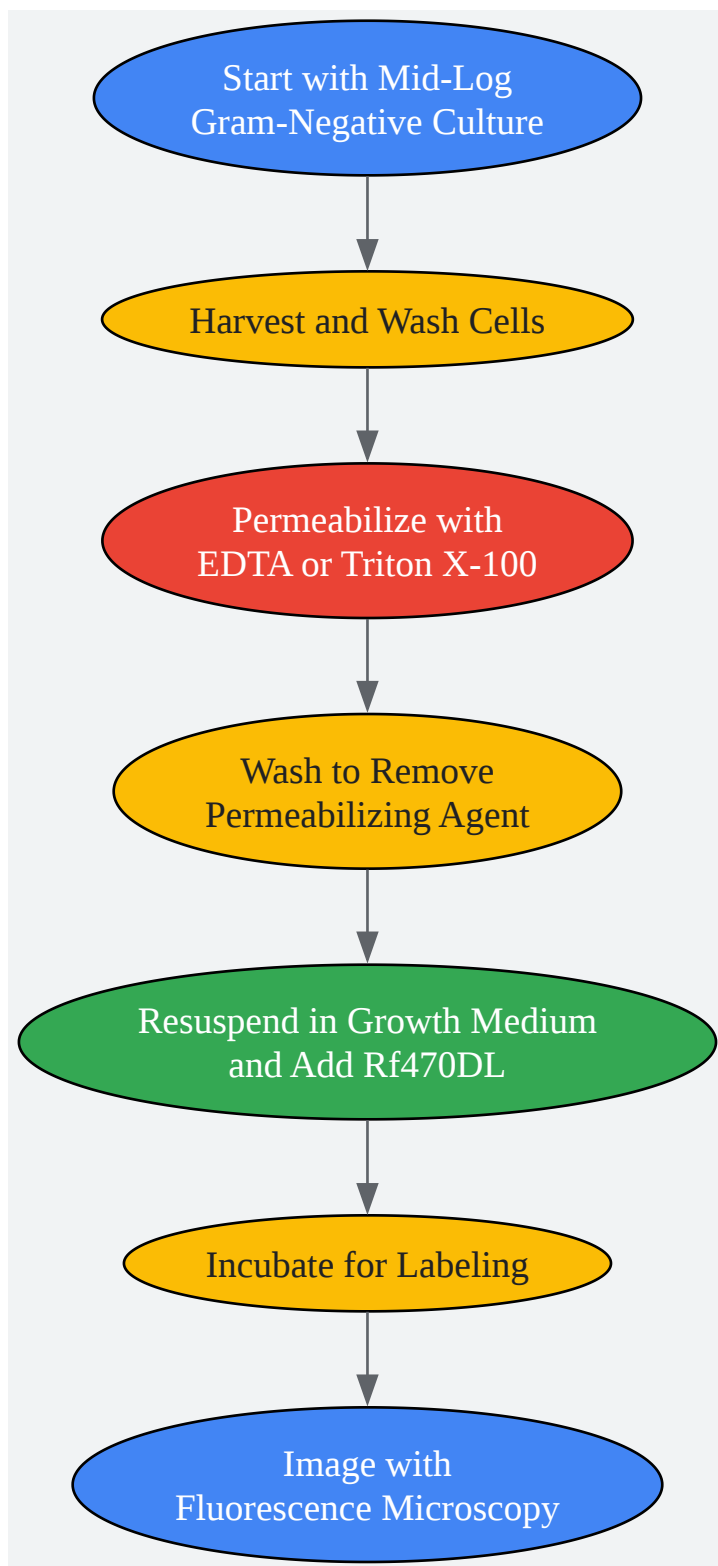 Start with Mid-Log
Gram-Negative Culture
Harvest and Wash Cells
Permeabilize with
EDTA or Triton X-100
Wash to Remove
Permeabilizing Agent
Resuspend in Growth Medium
and Add Rf470DL
Incubate for Labeling
Image with
Fluorescence Microscopy